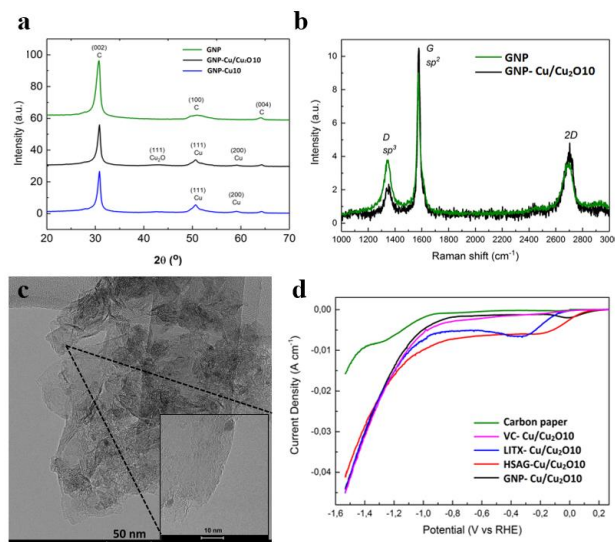 a
GNP
GNP-Cu/Cu₂O10
GNP-Cu10
(002)
C
(100)
C
(004)
C
(111)
Cu₂O
(111)
Cu
(200)
Cu
(111)
Cu
(200)
Cu
Intensity (a.u.)
100
80
60
40
20
0
20 30 40 50 60 70
2θ (°)
b
GNP
GNP- Cu/Cu₂O10
G
sp²
D
sp³
2D
Intensity (a.u.)
10
8
6
4
2
0
1000 1200 1400 1600 1800 2000 2200 2400 2600 2800 3000
Raman shift (cm⁻¹)
c
50 nm
10 nm
d
Current Density (A cm⁻¹)
0,00
-0,01
-0,02
-0,03
-0,04
Carbon paper
VC- Cu/Cu₂O10
LITX- Cu/Cu₂O10
HSAG-Cu/Cu₂O10
GNP- Cu/Cu₂O10
-1,6 -1,4 -1,2 -1,0 -0,8 -0,6 -0,4 -0,2 0,0 0,2
Potential (V vs RHE)